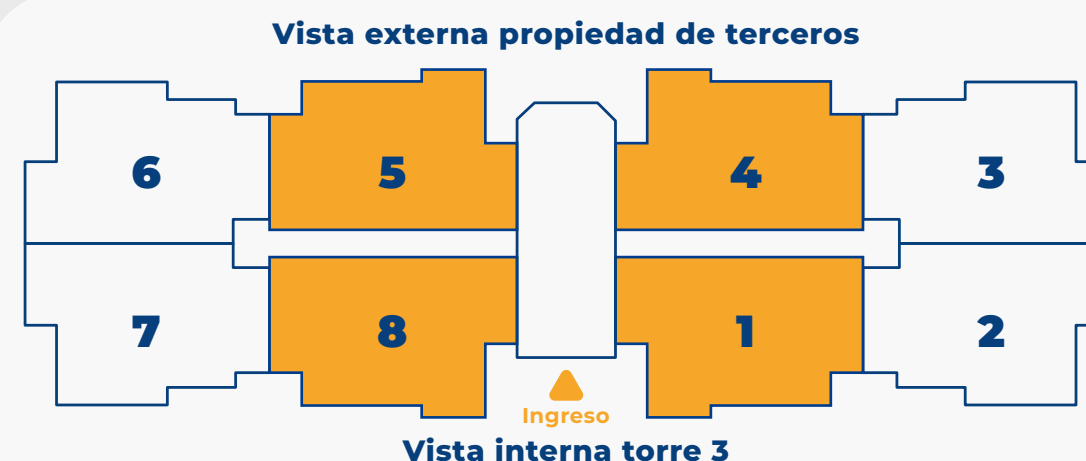 Vista externa propiedad de terceros
6
5
4
3
7
8
1
2
Ingreso
Vista interna torre 3